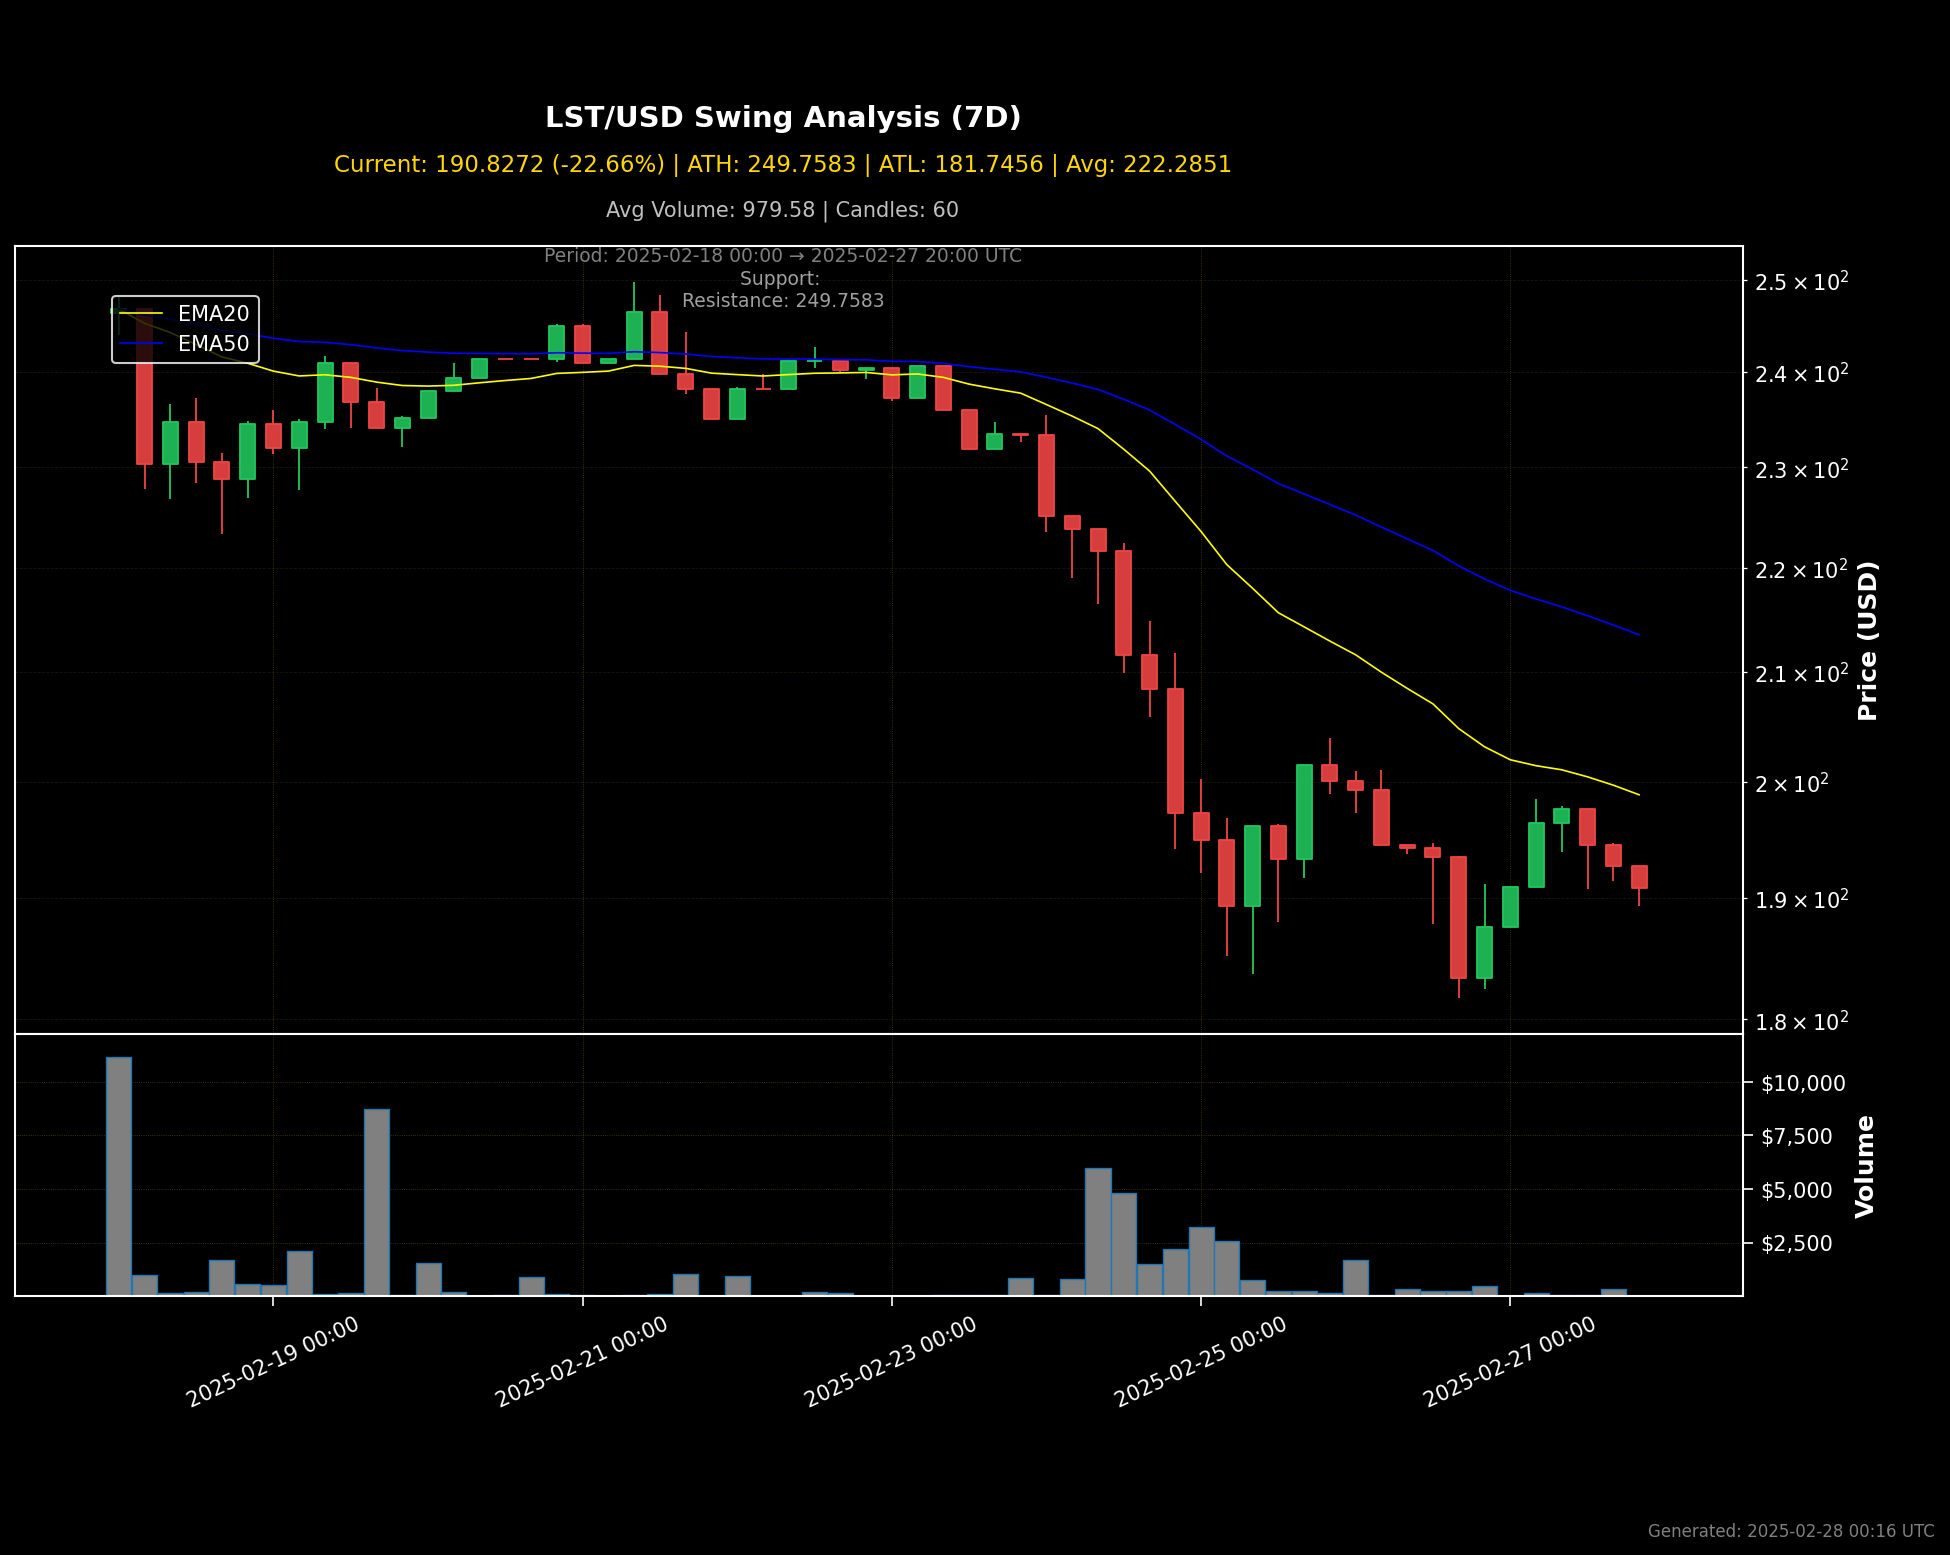 LST/USD Swing Analysis (7D)
Current: 190.8272 (-22.66%) | ATH: 249.7583 | ATL: 181.7456 | Avg: 222.2851
Avg Volume: 979.58 | Candles: 60
Period: 2025-02-18 00:00 → 2025-02-27 20:00 UTC
Support:
Resistance: 249.7583
EMA20
EMA50
2.5 × 10²
2.4 × 10²
2.3 × 10²
2.2 × 10²
2.1 × 10²
2 × 10²
1.9 × 10²
1.8 × 10²
Price (USD)
$10,000
$7,500
$5,000
$2,500
Volume
2025-02-19 00:00
2025-02-21 00:00
2025-02-23 00:00
2025-02-25 00:00
2025-02-27 00:00
Generated: 2025-02-28 00:16 UTC